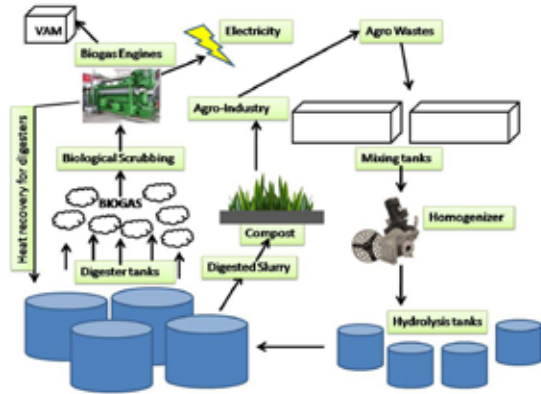 VAM
Electricity
Agro Wastes
Biogas Engines
Agro-Industry
Heat recovery for digesters
Biological Scrubbing
Mixing tanks
BIOGAS
Homogenizer
Compost
Digester tanks
Digested Slurry
Hydrolysis tanks